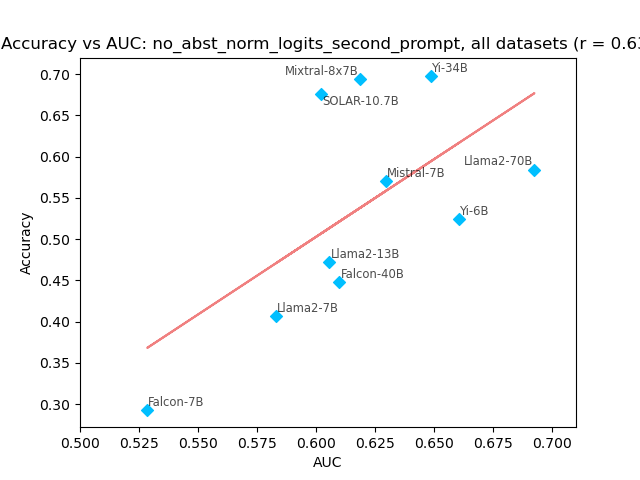 Accuracy vs AUC: no_abst_norm_logits_second_prompt, all datasets (r = 0.63
0.70
0.65
0.60
0.55
0.50
0.45
0.40
0.35
0.30
Accuracy
Mixtral-8x7B
Yi-34B
SOLAR-10.7B
Llama2-70B
Mistral-7B
Yi-6B
Llama2-13B
Falcon-40B
Llama2-7B
Falcon-7B
0.500 0.525 0.550 0.575 0.600 0.625 0.650 0.675 0.700
AUC